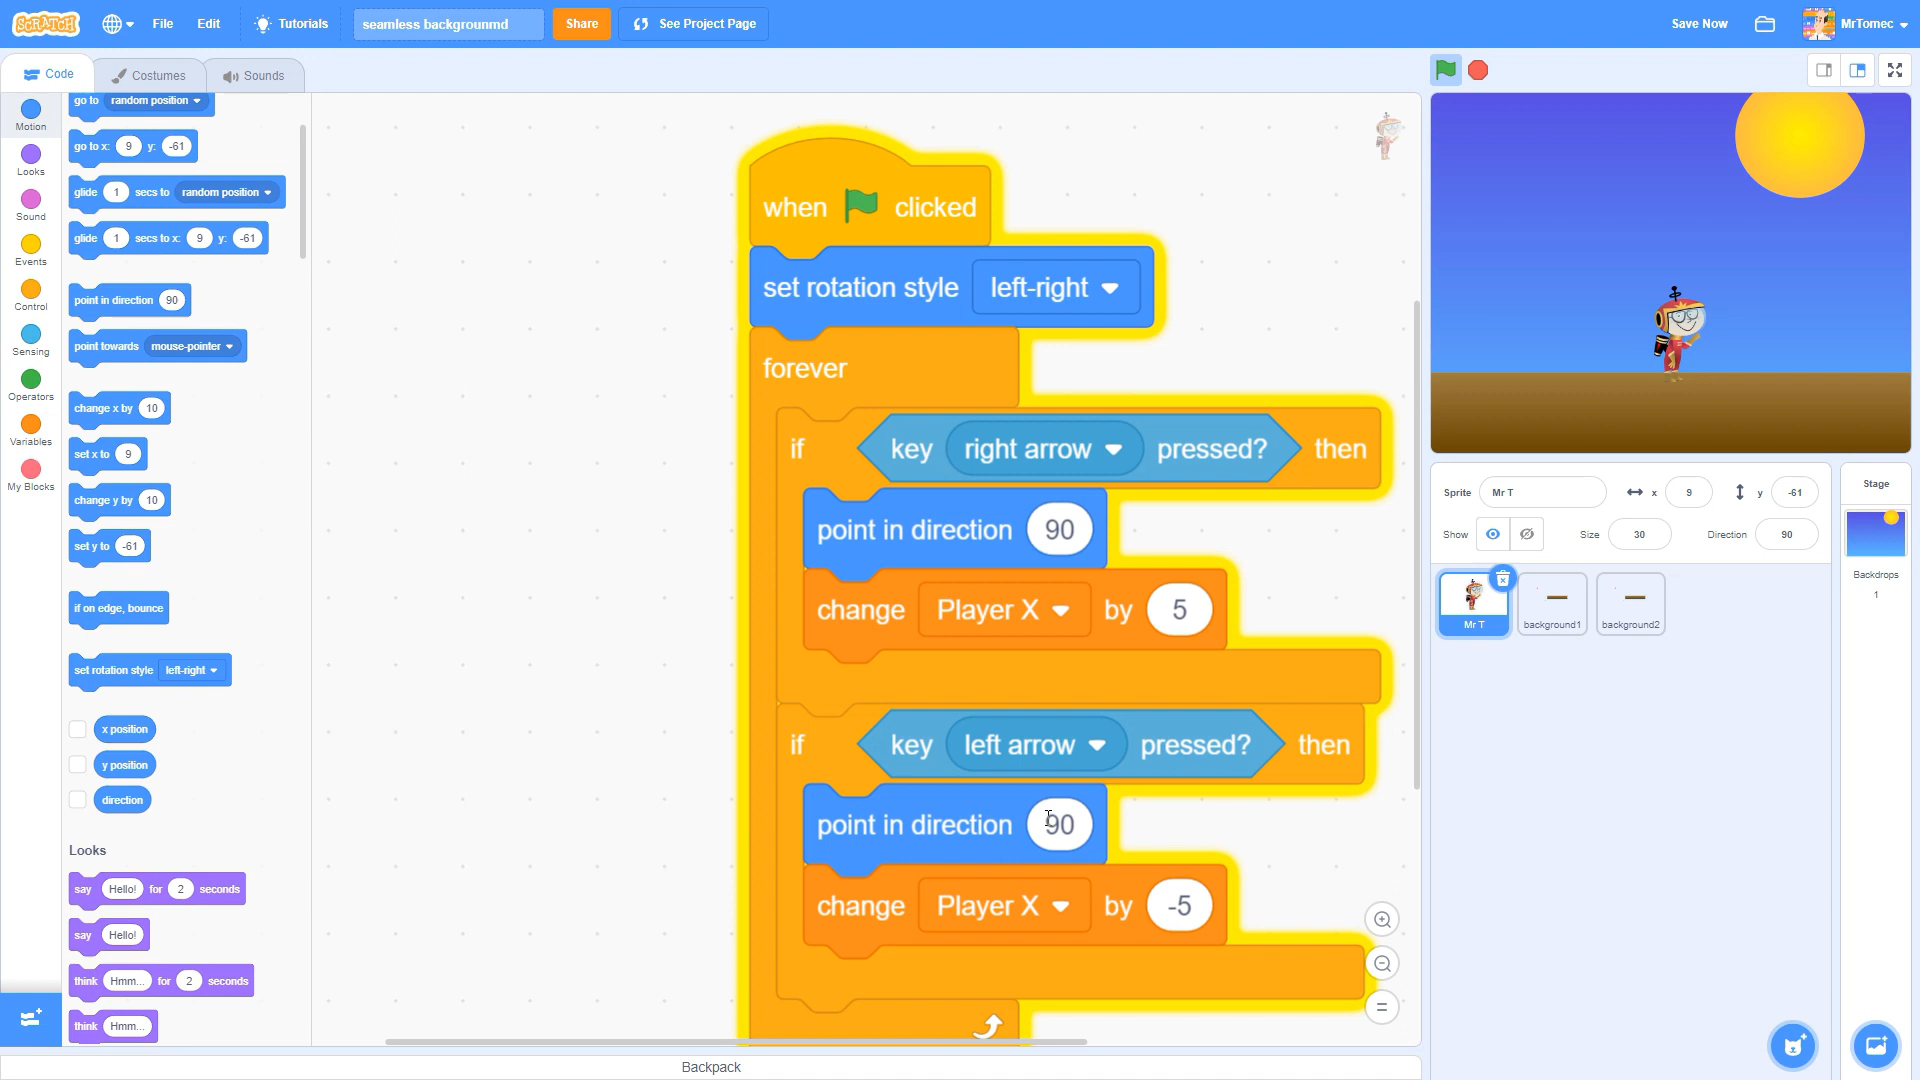 SCRATCH File Edit Tutorials seamless backgrounmd Share See Project Page Save Now MrTomec
Code Costumes Sounds
Motion
Looks
Sound
Events
Control
Sensing
Operators
Variables
My Blocks
go to random position
go to x: 9 y: -61
glide 1 secs to random position
glide 1 secs to x: 9 y: -61
point in direction 90
point towards mouse-pointer
change x by 10
set x to 9
change y by 10
set y to -61
if on edge, bounce
set rotation style left-right
x position
y position
direction
Looks
say Hello! for 2 seconds
say Hello!
think Hmm... for 2 seconds
think Hmm...
when clicked
set rotation style left-right
forever
if key right arrow pressed? then
point in direction 90
change Player X by 5
if key left arrow pressed? then
point in direction 90
change Player X by -5
Sprite Mr T x 9 y -61
Show Size 30 Direction 90
Mr T background1 background2
Stage
Backdrops
1
Backpack